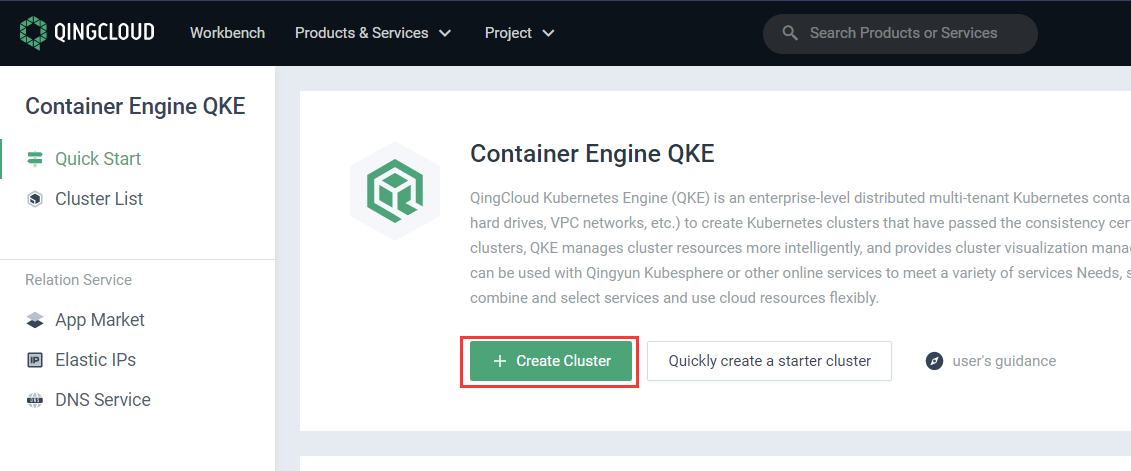 QINGCLOUD Workbench Products & Services Project Search Products or Services
Container Engine QKE
Quick Start
Cluster List
Relation Service
App Market
IP Elastic IPs
DNS DNS Service
Container Engine QKE
QingCloud Kubernetes Engine (QKE) is an enterprise-level distributed multi-tenant Kubernetes conta
hard drives, VPC networks, etc.) to create Kubernetes clusters that have passed the consistency cer
clusters, QKE manages cluster resources more intelligently, and provides cluster visualization mana
can be used with Qingyun Kubesphere or other online services to meet a variety of services Needs, s
combine and select services and use cloud resources flexibly.
+ Create Cluster Quickly create a starter cluster user's guidance